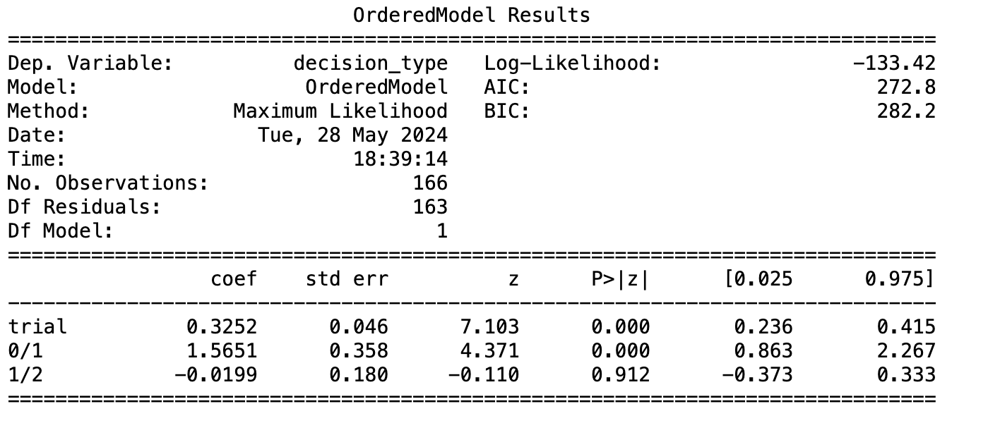 OrderedModel Results
==============================================================================
Dep. Variable:          decision_type   Log-Likelihood:                -133.42
Model:                   OrderedModel   AIC:                             272.8
Method:            Maximum Likelihood   BIC:                             282.2
Date:                Tue, 28 May 2024
Time:                        18:39:14
No. Observations:                 166
Df Residuals:                     163
Df Model:                           1
==============================================================================
                 coef    std err          z      P>|z|      [0.025      0.975]
------------------------------------------------------------------------------
trial          0.3252      0.046      7.103      0.000       0.236       0.415
0/1            1.5651      0.358      4.371      0.000       0.863       2.267
1/2           -0.0199      0.180     -0.110      0.912      -0.373       0.333
==============================================================================